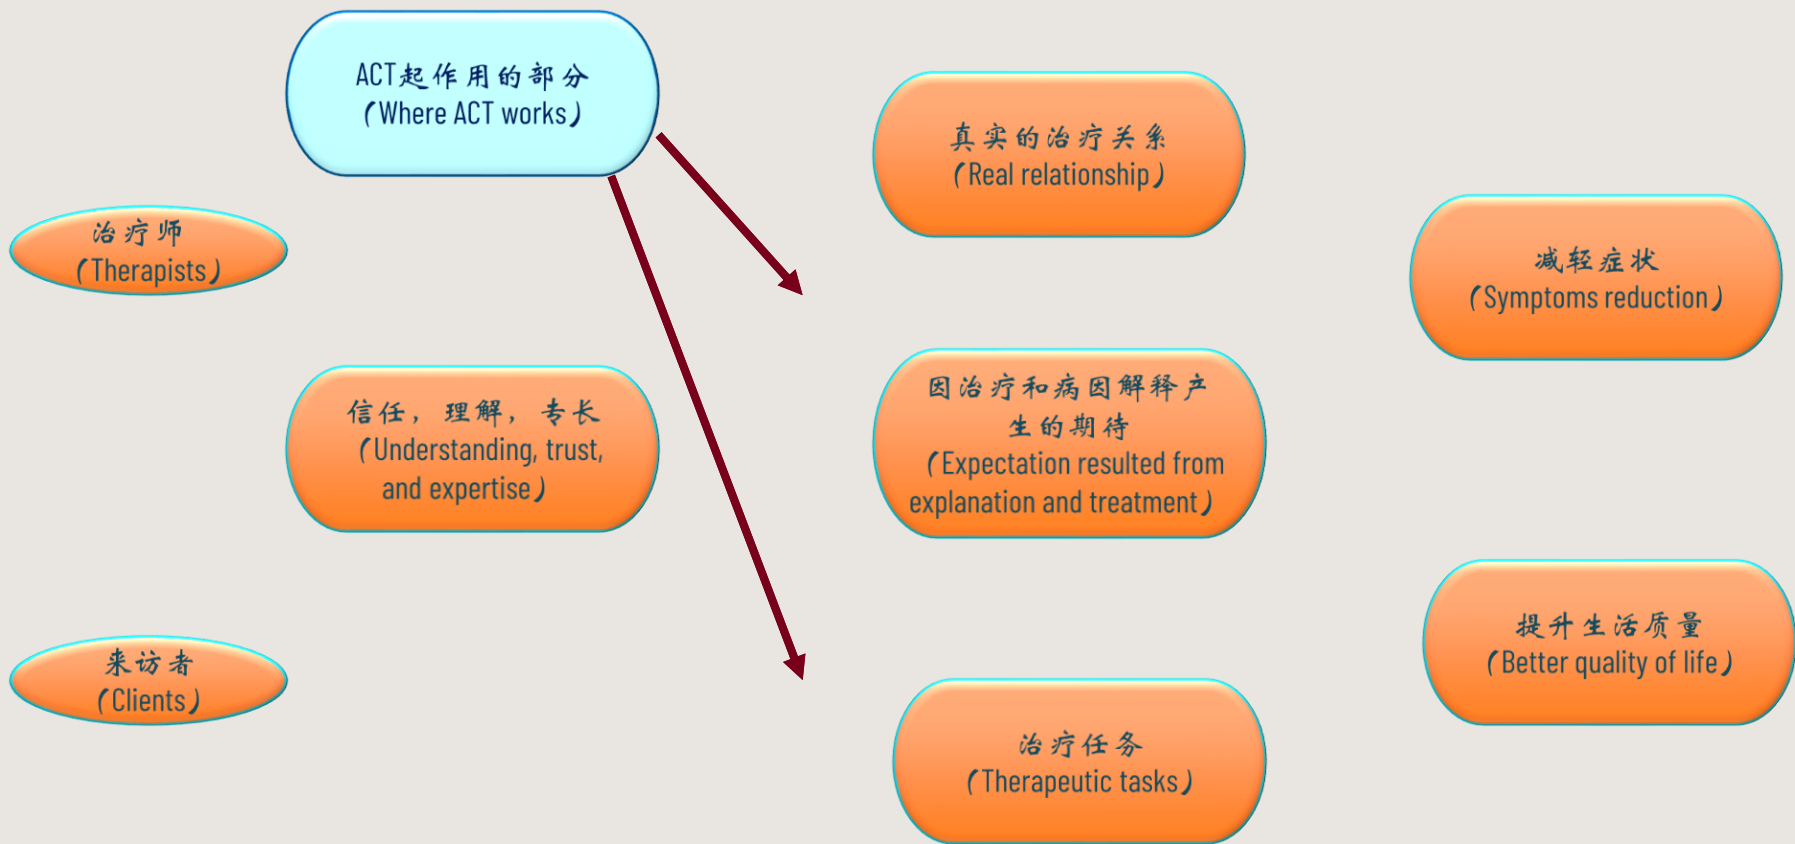 ACT起作用的部分
（Where ACT works）
真实的治疗关系
（Real relationship）
治疗师
（Therapists）
减轻症状
（Symptoms reduction）
信任，理解，专长
（Understanding, trust,
and expertise）
因治疗和病因解释产
生的期待
（Expectation resulted from
explanation and treatment）
来访者
（Clients）
提升生活质量
（Better quality of life）
治疗任务
（Therapeutic tasks）